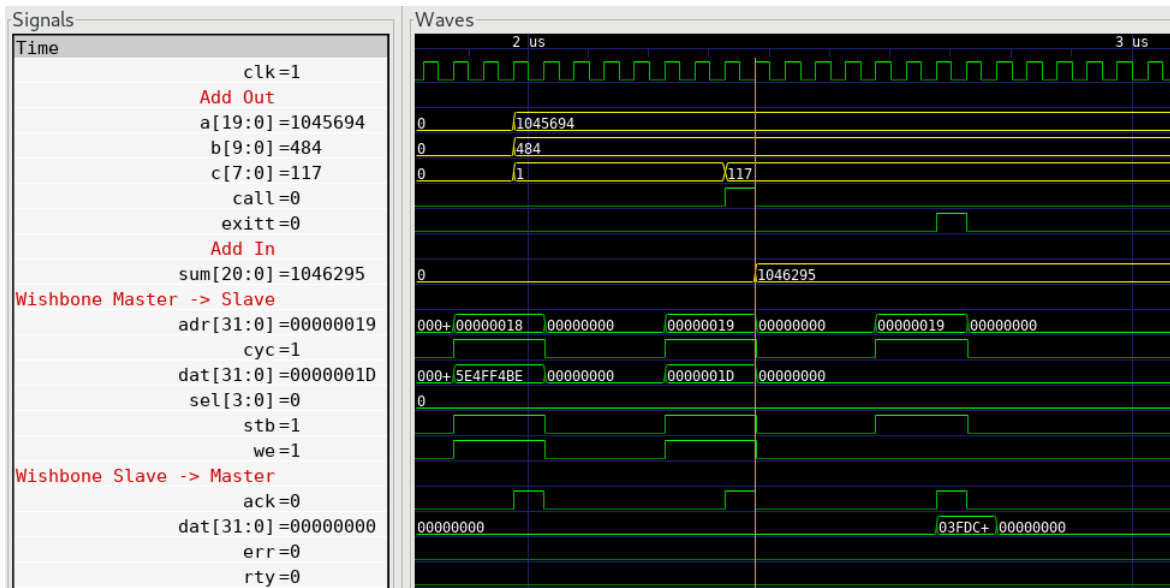 Signals
Waves
Time
2 us 3 us
clk=1
Add Out
a[19:0]=1045694 0 1045694
b[9:0]=484 0 484
c[7:0]=117 0 1 117
call=0
exitt=0
Add In
sum[20:0]=1046295 0 1046295
Wishbone Master -> Slave
adr[31:0]=00000019 000+ 00000018 00000000 00000019 00000000 00000019 00000000
cyc=1
dat[31:0]=0000001D 000+ 5E4FF4BE 00000000 0000001D 00000000
sel[3:0]=0 0
stb=1
we=1
Wishbone Slave -> Master
ack=0
dat[31:0]=00000000 00000000 03FDC+ 00000000
err=0
rty=0